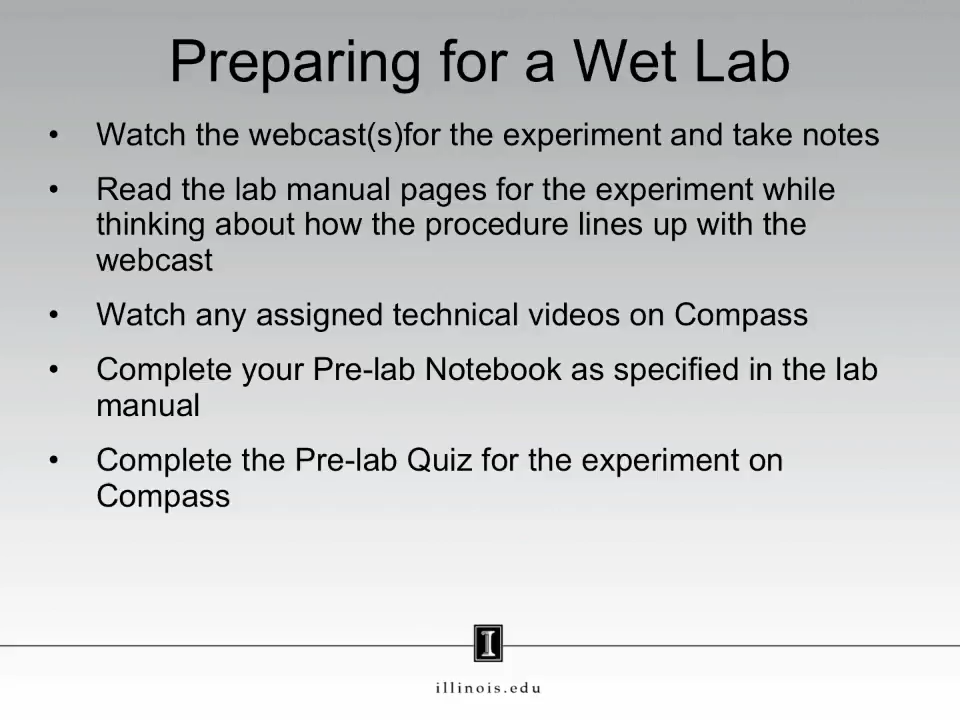 Preparing for a Wet Lab
• Watch the webcast(s)for the experiment and take notes
• Read the lab manual pages for the experiment while
thinking about how the procedure lines up with the
webcast
• Watch any assigned technical videos on Compass
• Complete your Pre-lab Notebook as specified in the lab
manual
• Complete the Pre-lab Quiz for the experiment on
Compass
I
illinois.edu